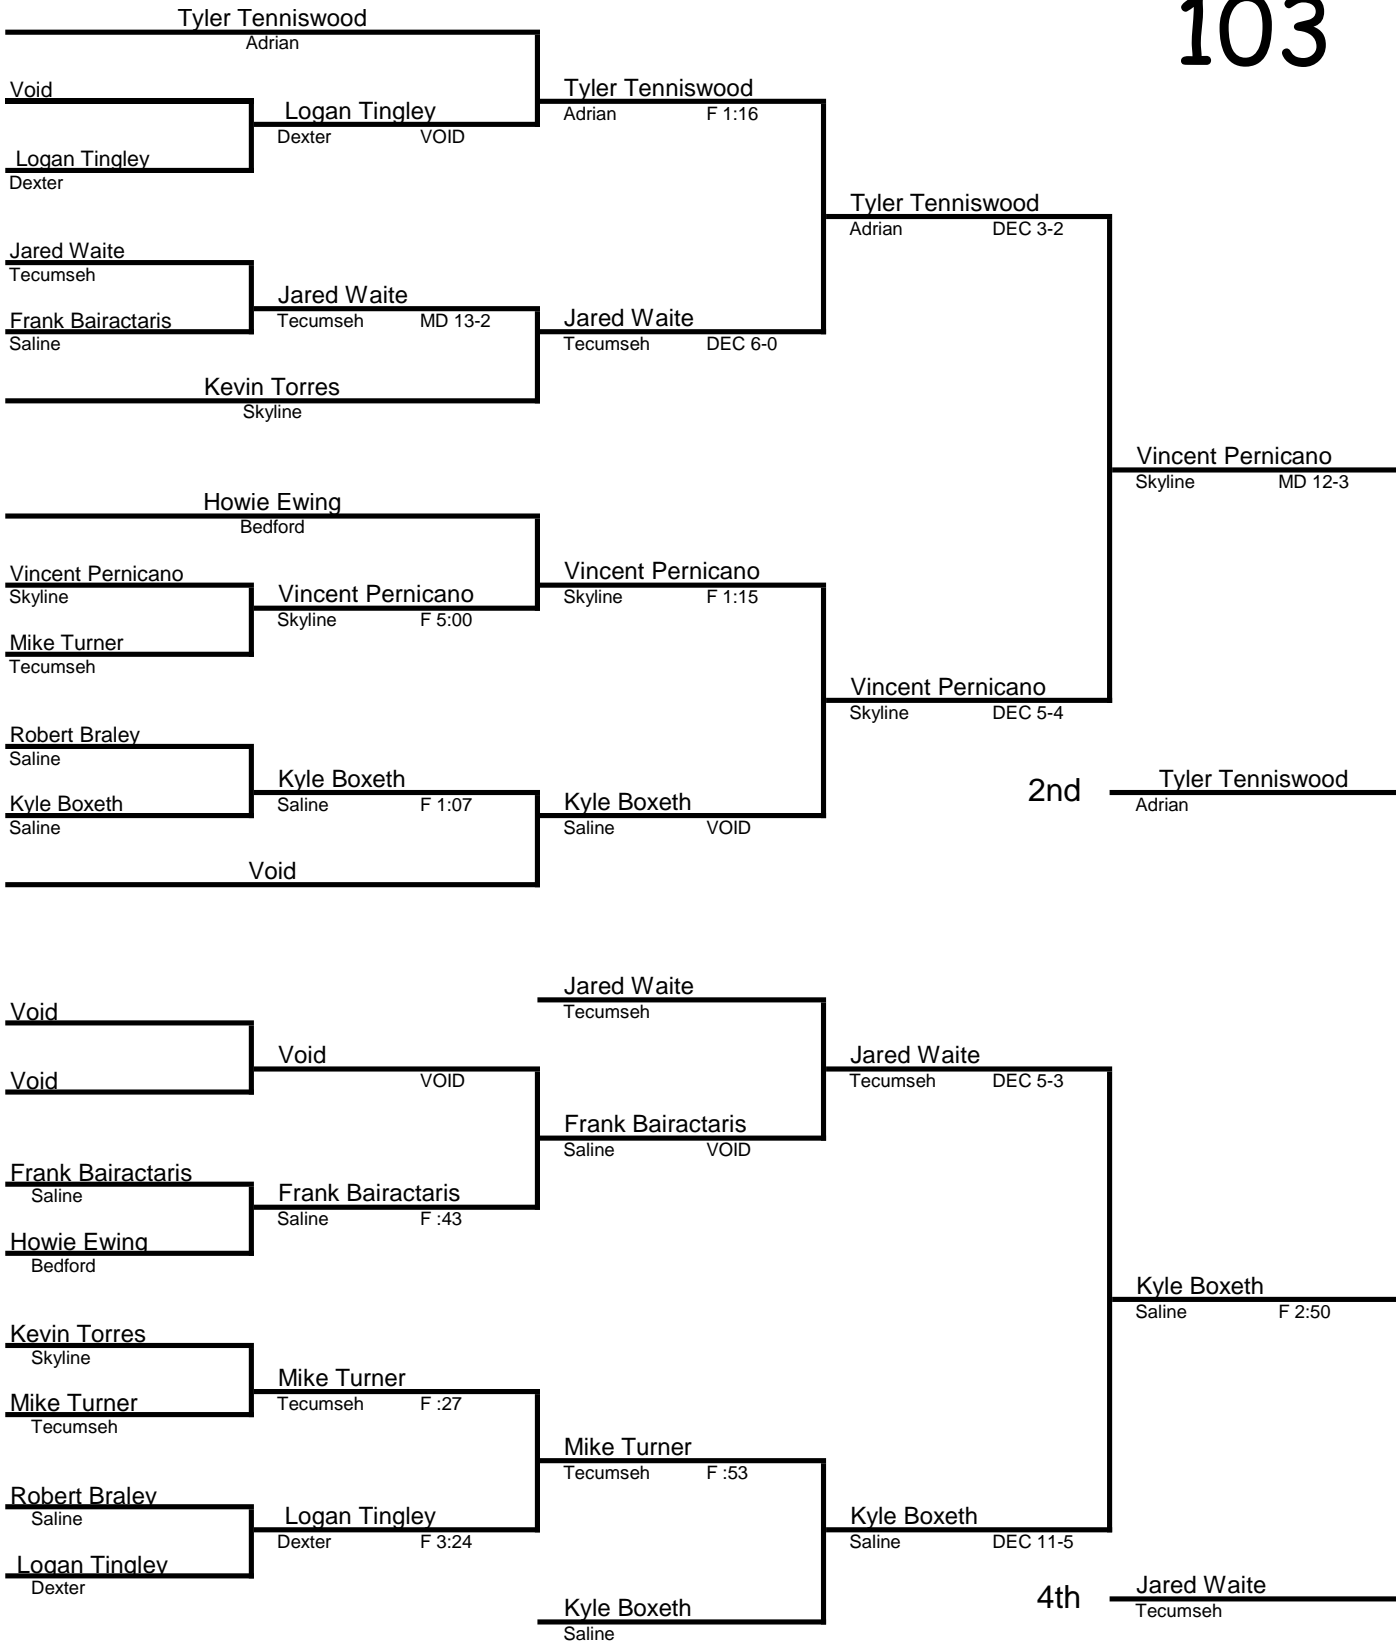 103
Tyler Tenniswood
Adrian
Void
Logan Tingley
Dexter VOID
Logan Tingley
Dexter
Tyler Tenniswood
Adrian F 1:16
Jared Waite
Tecumseh
Frank Bairactaris
Saline
Jared Waite
Tecumseh MD 13-2
Kevin Torres
Skyline
Jared Waite
Tecumseh DEC 6-0
Tyler Tenniswood
Adrian DEC 3-2
Howie Ewing
Bedford
Vincent Pernicano
Skyline
Mike Turner
Tecumseh
Vincent Pernicano
Skyline F 5:00
Vincent Pernicano
Skyline F 1:15
Robert Braley
Saline
Kyle Boxeth
Saline
Kyle Boxeth
Saline F 1:07
Void
Kyle Boxeth
Saline VOID
Vincent Pernicano
Skyline DEC 5-4
Vincent Pernicano
Skyline MD 12-3
2nd Tyler Tenniswood
Adrian
Void
Void
Void
VOID
Frank Bairactaris
Saline
Howie Ewing
Bedford
Frank Bairactaris
Saline F :43
Jared Waite
Tecumseh
Frank Bairactaris
Saline VOID
Jared Waite
Tecumseh DEC 5-3
Kevin Torres
Skyline
Mike Turner
Tecumseh
Mike Turner
Tecumseh F :27
Robert Braley
Saline
Logan Tingley
Dexter
Logan Tingley
Dexter F 3:24
Mike Turner
Tecumseh F :53
Kyle Boxeth
Saline
Kyle Boxeth
Saline DEC 11-5
Kyle Boxeth
Saline F 2:50
4th Jared Waite
Tecumseh